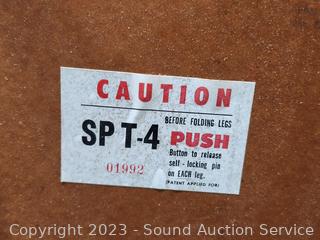 CAUTION
BEFORE FOLDING LEGS
SP T-4 PUSH
Button to release
self - locking pin
on EACH leg.
01992
(PATENT APPLIED FOR)
Copyright 2023 - Sound Auction Service